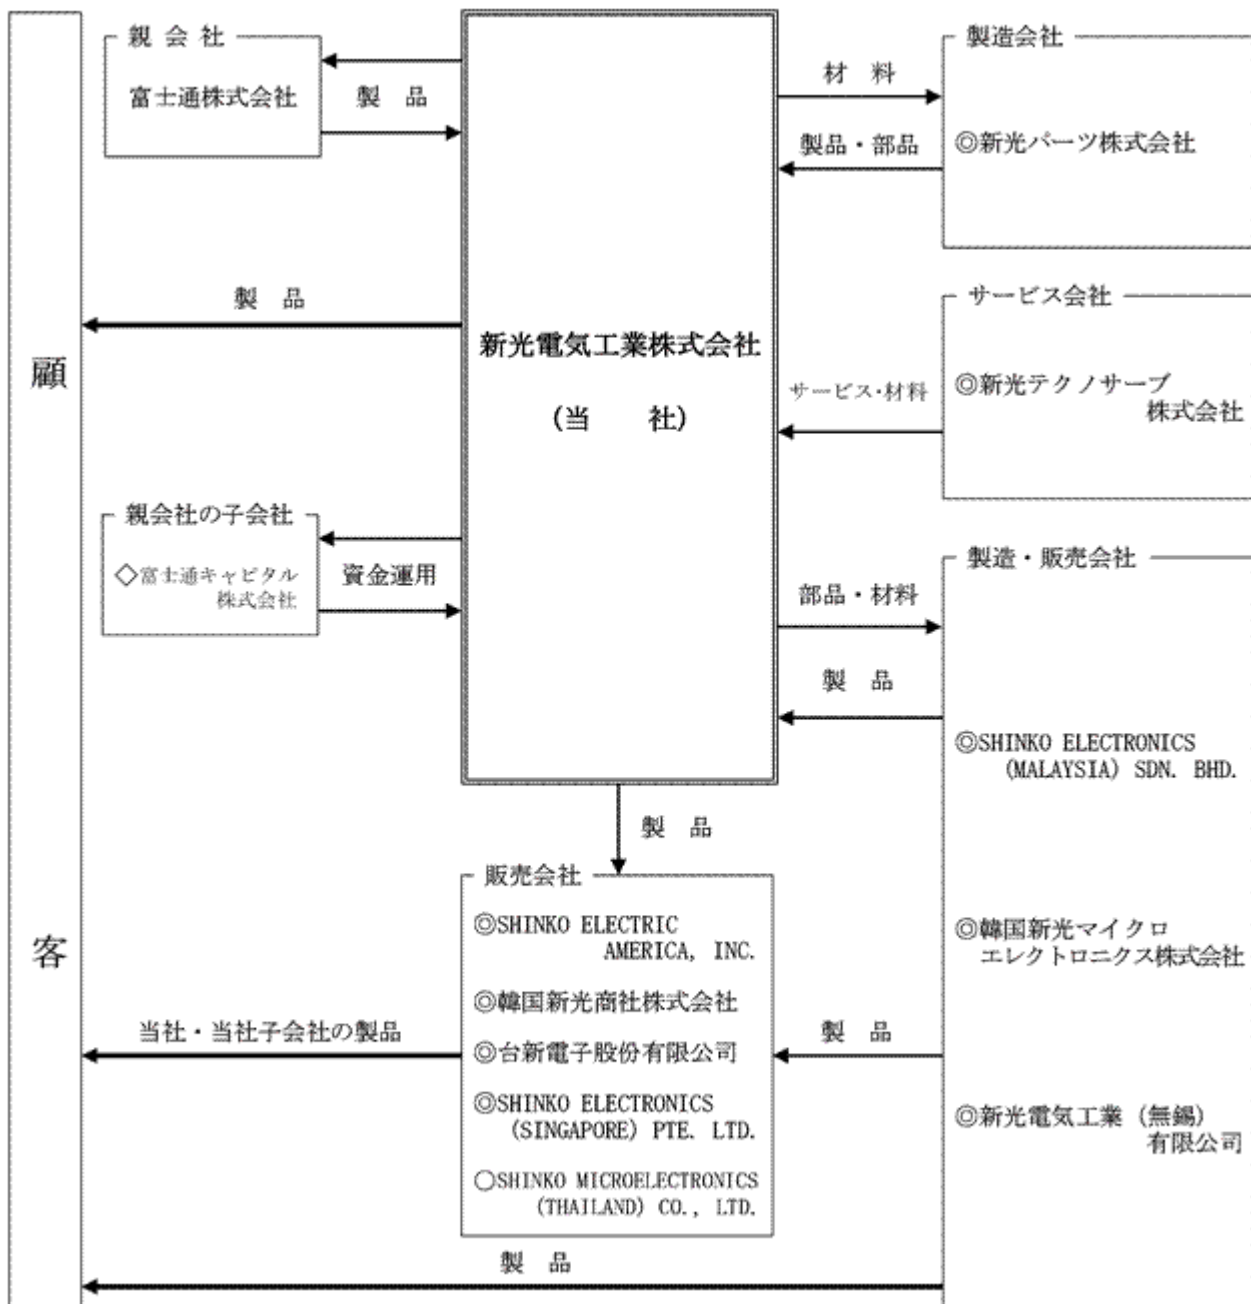 顧
客
親 会 社
富士通株式会社
製 品
製 品
親会社の子会社
◇富士通キャピタル
株式会社
資金運用
新光電気工業株式会社
(当 社)
材 料
製品・部品
製造会社
◎新光パーツ株式会社
サービス会社
サービス・材料
◎新光テクノサーブ
株式会社
製造・販売会社
部品・材料
製 品
◎SHINKO ELECTRONICS
(MALAYSIA) SDN. BHD.
◎韓国新光マイクロ
エレクトロニクス株式会社
◎新光電気工業(無錫)
有限公司
製 品
販売会社
◎SHINKO ELECTRIC
AMERICA, INC.
◎韓国新光商社株式会社
◎台新電子股份有限公司
◎SHINKO ELECTRONICS
(SINGAPORE) PTE. LTD.
○SHINKO MICROELECTRONICS
(THAILAND) CO., LTD.
当社・当社子会社の製品
製 品
製 品